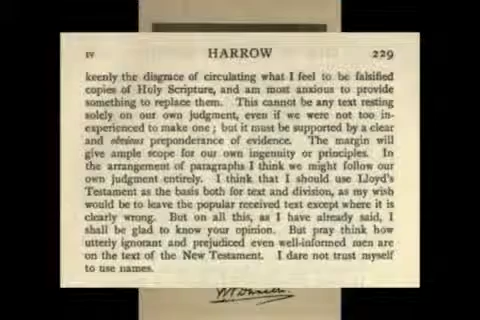 IV HARROW 229
keenly the disgrace of circulating what I feel to be falsified
copies of Holy Scripture, and am most anxious to provide
something to replace them. This cannot be any text resting
solely on our own judgment, even if we were not too in-
experienced to make one; but it must be supported by a clear
and obvious preponderance of evidence. The margin will
give ample scope for our own ingenuity or principles. In
the arrangement of paragraphs I think we might follow our
own judgment entirely. I think that I should use Lloyd's
Testament as the basis both for text and division, as my wish
would be to leave the popular received text except where it is
clearly wrong. But on all this, as I have already said, I
shall be glad to know your opinion. But pray think how
utterly ignorant and prejudiced even well-informed men are
on the text of the New Testament. I dare not trust myself
to use names.